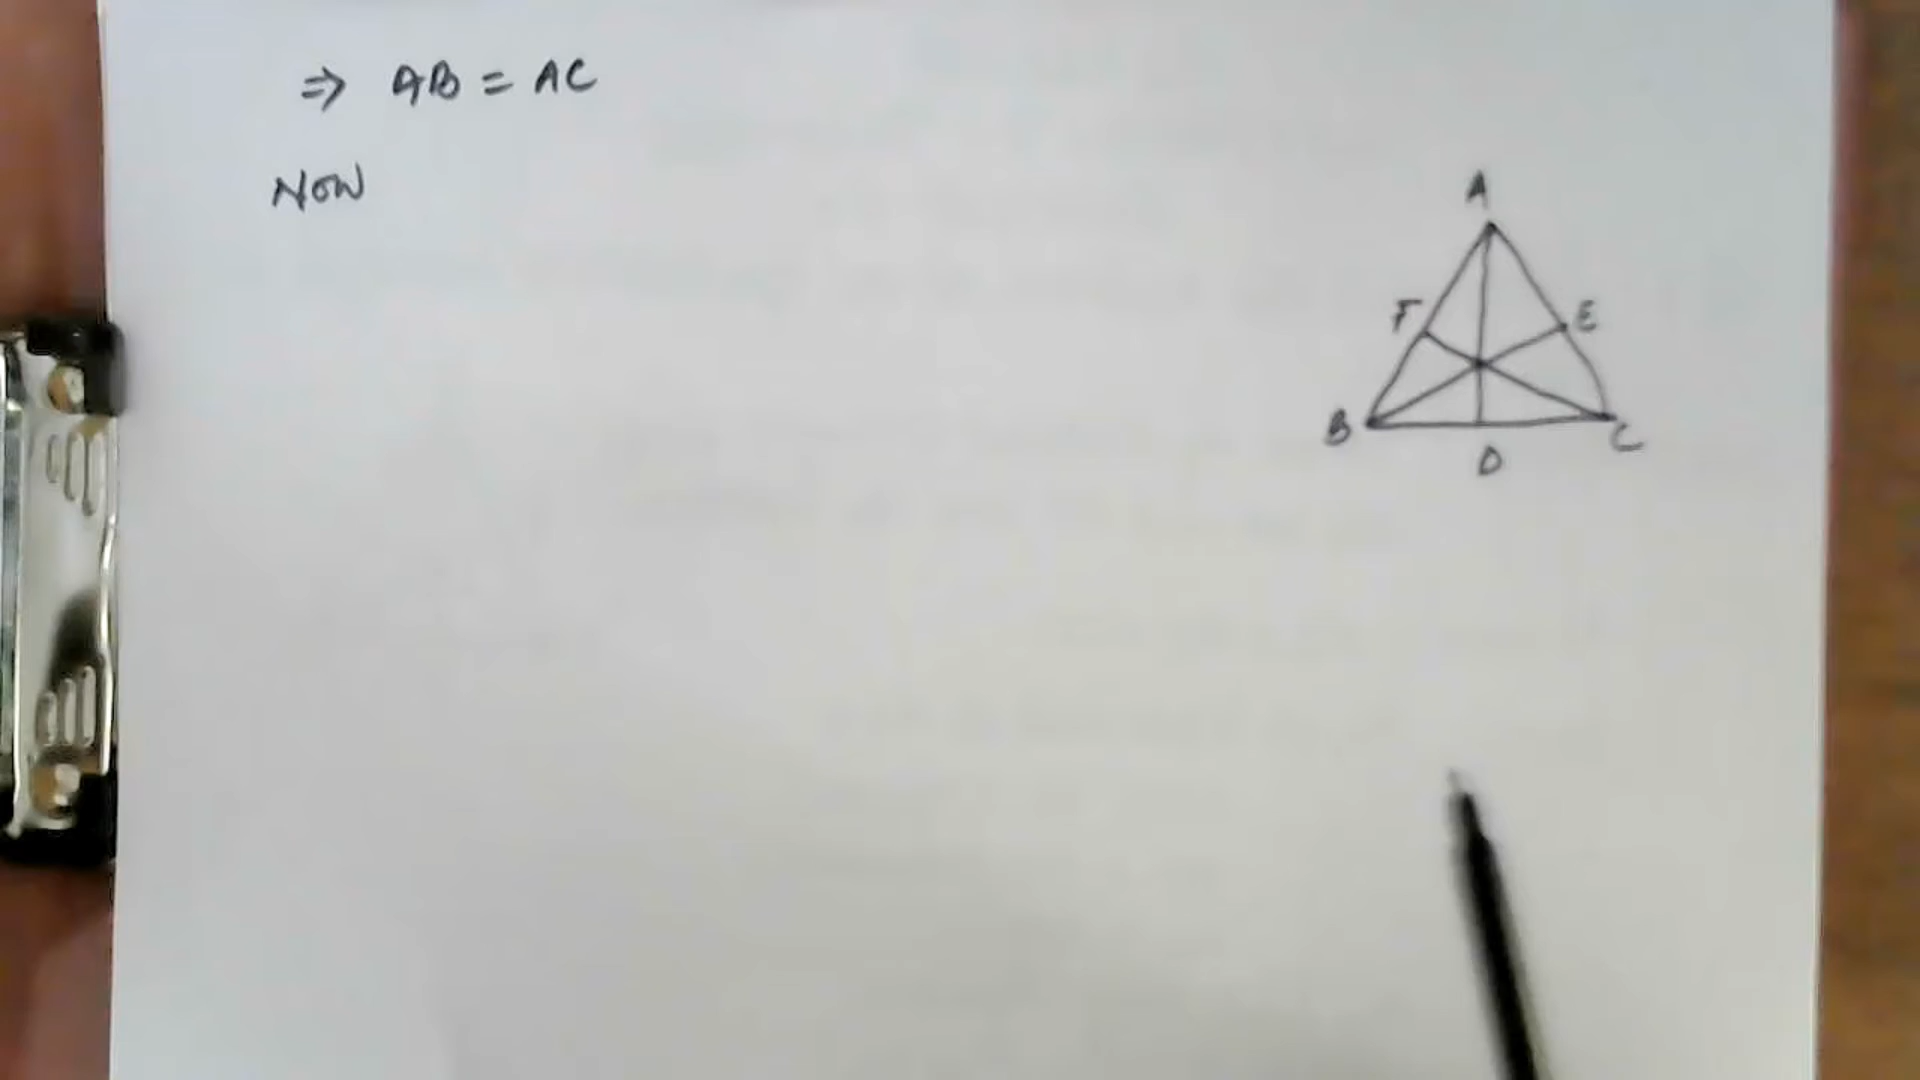 ⇒ AB = AC
NOW
A
F E
B C
D